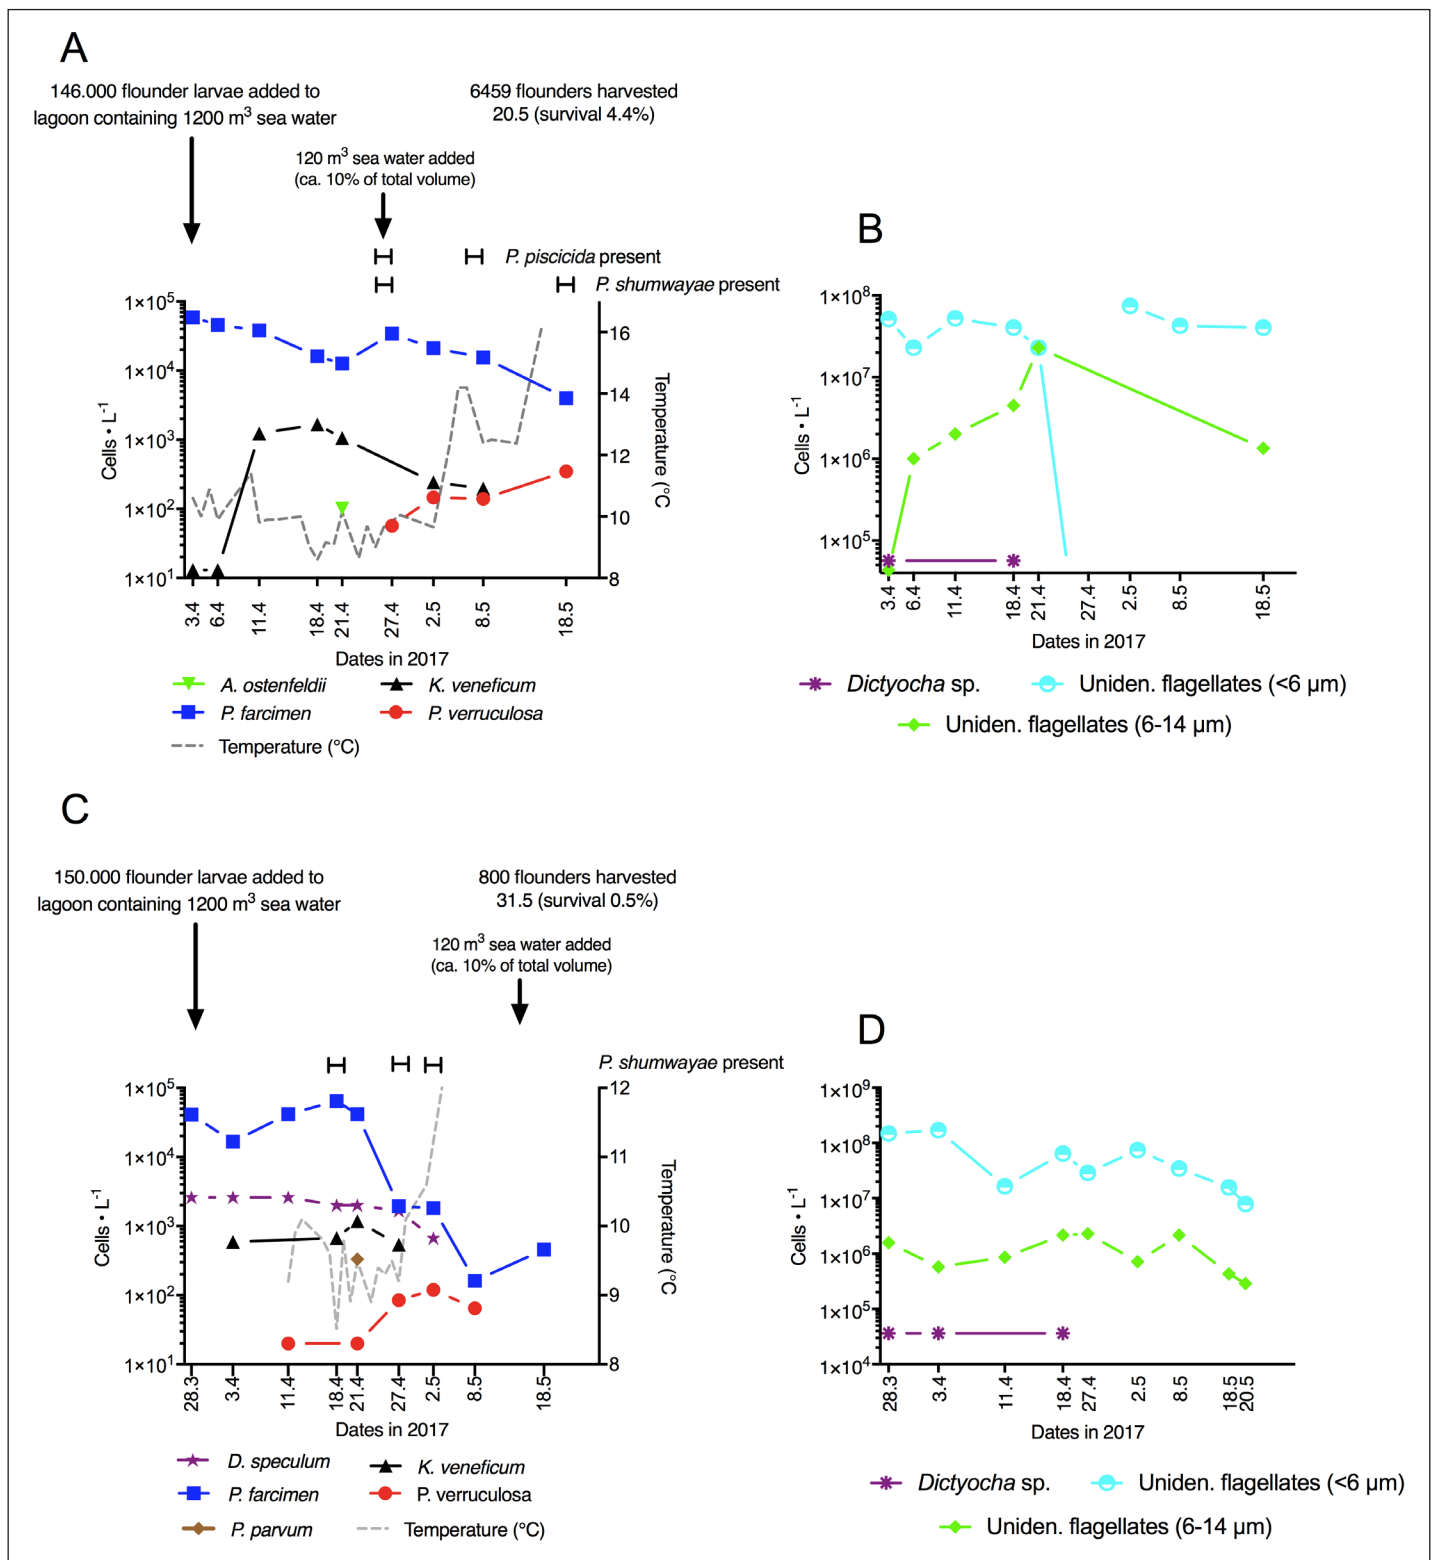 A
146.000 flounder larvae added to
lagoon containing 1200 m³ sea water
6459 flounders harvested
20.5 (survival 4.4%)
120 m³ sea water added
(ca. 10% of total volume)
P. piscicida present
P. shumwayae present
1×10⁵
1×10⁴
1×10³
1×10²
1×10¹
Cells • L⁻¹
16
14
12
10
8
Temperature (°C
3.4
6.4
11.4
18.4
21.4
27.4
2.5
8.5
18.5
Dates in 2017
A. ostenfeldii
K. veneficum
P. farcimen
P. verruculosa
Temperature (°C)
B
1×10⁸
1×10⁷
1×10⁶
1×10⁵
Cells • L⁻¹
3.4
6.4
11.4
18.4
21.4
27.4
2.5
8.5
18.5
Dates in 2017
Dictyocha sp.
Uniden. flagellates (<6 µm)
Uniden. flagellates (6-14 µm)
C
150.000 flounder larvae added to
lagoon containing 1200 m³ sea water
800 flounders harvested
31.5 (survival 0.5%)
120 m³ sea water added
(ca. 10% of total volume)
P. shumwayae present
1×10⁵
1×10⁴
1×10³
1×10²
1×10¹
Cells • L⁻¹
12
11
10
9
8
Temperature (°C
28.3
3.4
11.4
18.4
21.4
27.4
2.5
8.5
18.5
Dates in 2017
D. speculum
K. veneficum
P. farcimen
P. verruculosa
P. parvum
Temperature (°C)
D
1×10⁹
1×10⁸
1×10⁷
1×10⁶
1×10⁵
1×10⁴
Cells • L⁻¹
28.3
3.4
11.4
18.4
27.4
2.5
8.5
18.5
20.5
Dates in 2017
Dictyocha sp.
Uniden. flagellates (<6 µm)
Uniden. flagellates (6-14 µm)